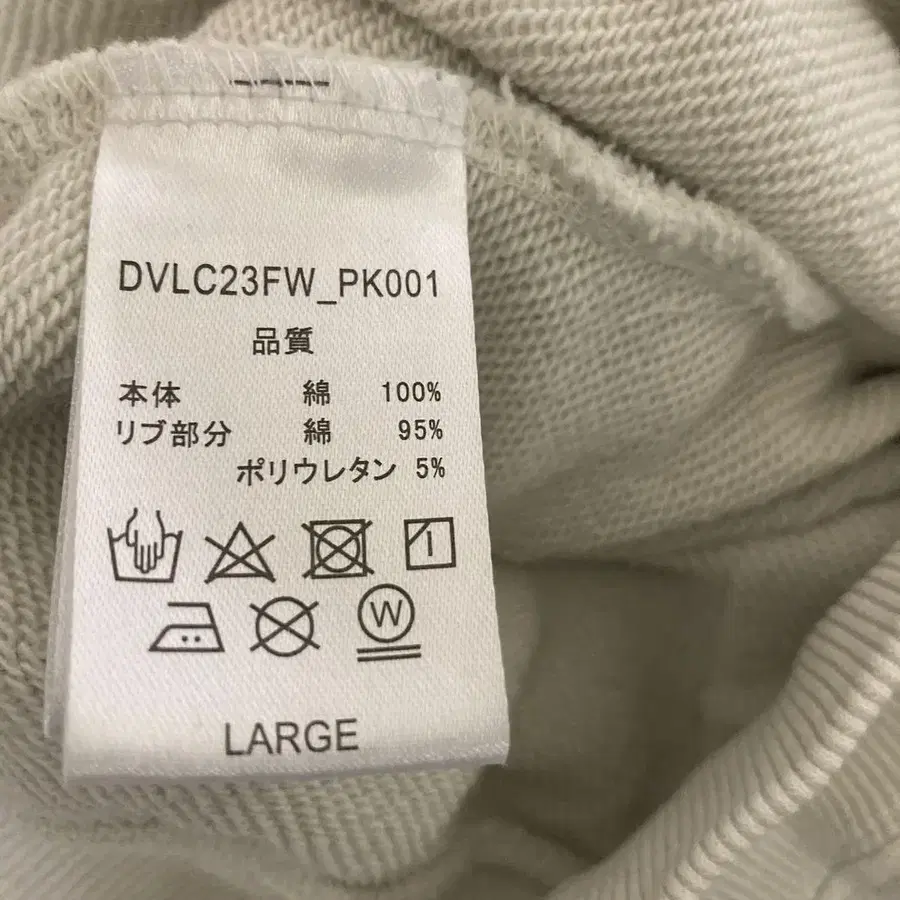 DVLC23FW_PK001
品質
本体 綿 100%
リブ部分 綿 95%
ポリウレタン 5%
W
LARGE